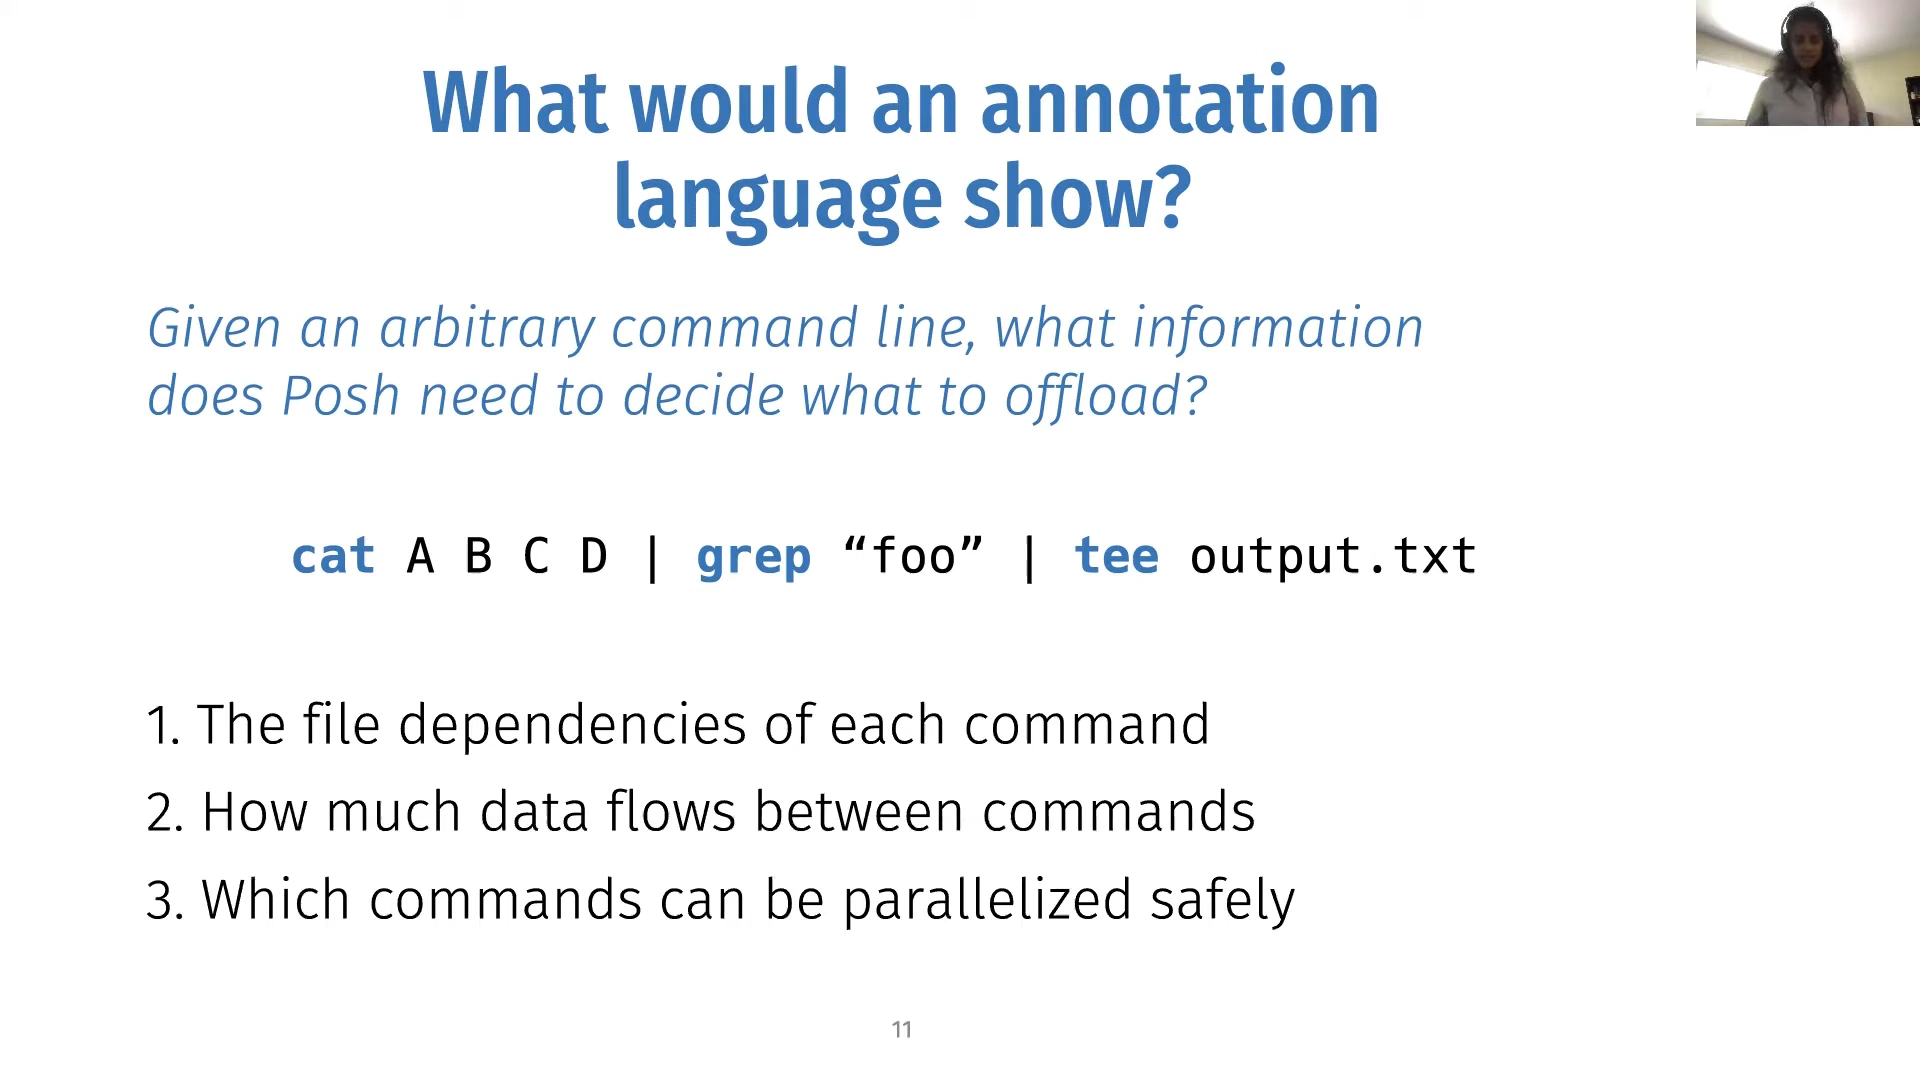 What would an annotation
language show?
Given an arbitrary command line, what information
does Posh need to decide what to offload?
cat A B C D | grep “foo” | tee output.txt
1. The file dependencies of each command
2. How much data flows between commands
3. Which commands can be parallelized safely
11